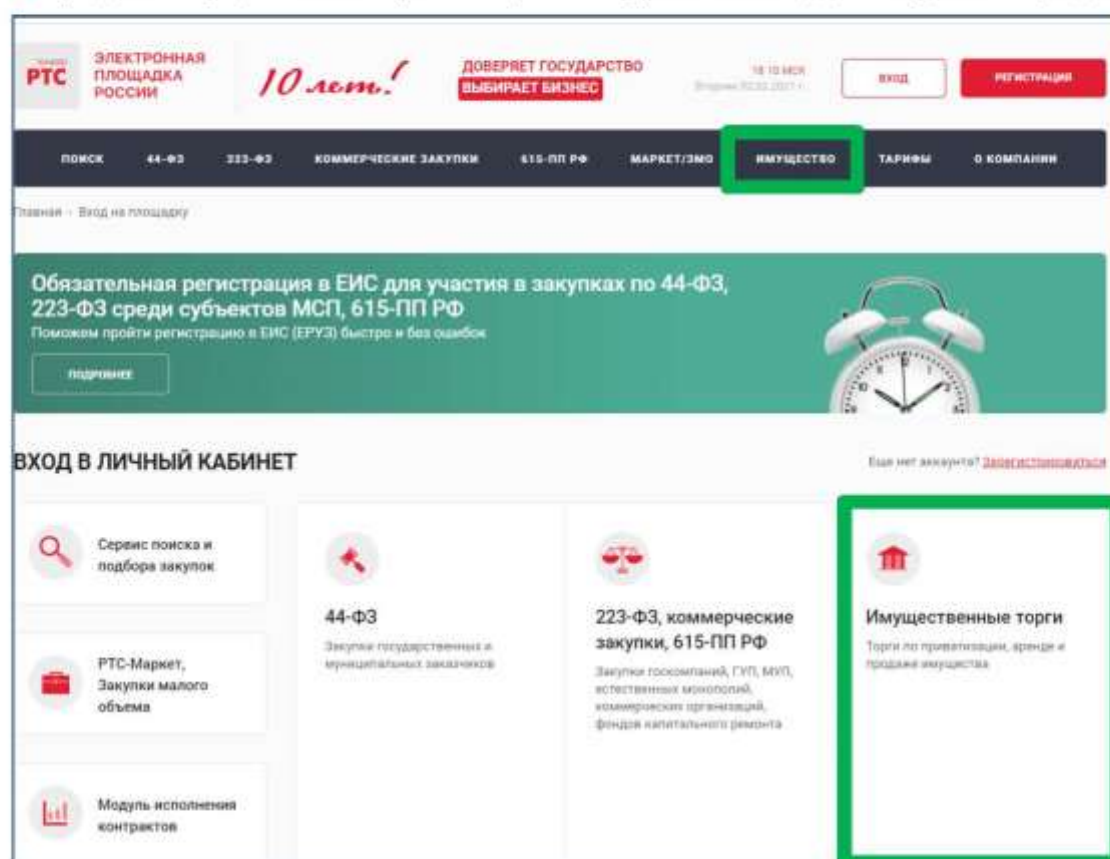 РТС
ЭЛЕКТРОННАЯ
ПЛОЩАДКА
РОССИИ
10 лет!
ДОВЕРЯЕТ ГОСУДАРСТВО
ВЫБИРАЕТ БИЗНЕС
ВХОД
РЕГИСТРАЦИЯ
ПОИСК 44-ФЗ 223-ФЗ КОММЕРЧЕСКИЕ ЗАКУПКИ 615-ПП РФ МАРКЕТ/ЗМО ИМУЩЕСТВО ТАРИФЫ О КОМПАНИИ
Главная - Вход на площадку
Обязательная регистрация в ЕИС для участия в закупках по 44-ФЗ,
223-ФЗ среди субъектов МСП, 615-ПП РФ
Поможем пройти регистрацию в ЕИС (ЕРУЗ) быстро и без ошибок
ПОДРОБНЕЕ
ВХОД В ЛИЧНЫЙ КАБИНЕТ
Еще нет аккаунта? Зарегистрироваться
Сервис поиска и
подбора закупок
РТС-Маркет,
Закупки малого
объема
Модуль исполнения
контрактов
44-ФЗ
Закупки государственных и
муниципальных заказчиков
223-ФЗ, коммерческие
закупки, 615-ПП РФ
Закупки госкомпаний, ГУП, МУП,
естественных монополий,
коммерческих организаций,
фондов капитального ремонта
Имущественные торги
Торги по приватизации, аренде и
продаже имущества